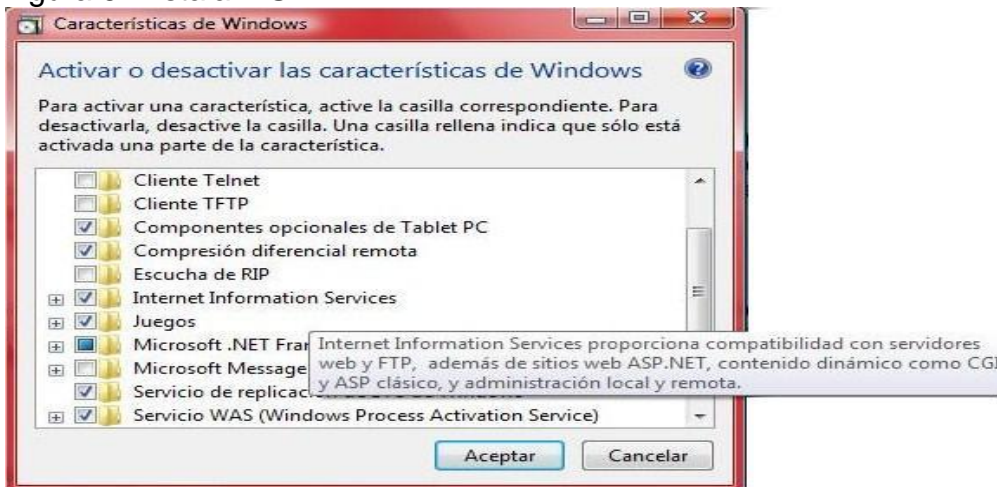 Características de Windows
Activar o desactivar las características de Windows
Para activar una característica, active la casilla correspondiente. Para
desactivarla, desactive la casilla. Una casilla rellena indica que sólo está
activada una parte de la característica.
Cliente Telnet
Cliente TFTP
Componentes opcionales de Tablet PC
Compresión diferencial remota
Escucha de RIP
Internet Information Services
Juegos
Microsoft .NET Fra
Internet Information Services proporciona compatibilidad con servidores
web y FTP, además de sitios web ASP.NET, contenido dinámico como CGI
y ASP clásico, y administración local y remota.
Microsoft Message
Servicio de replicac
Servicio WAS (Windows Process Activation Service)
Aceptar Cancelar